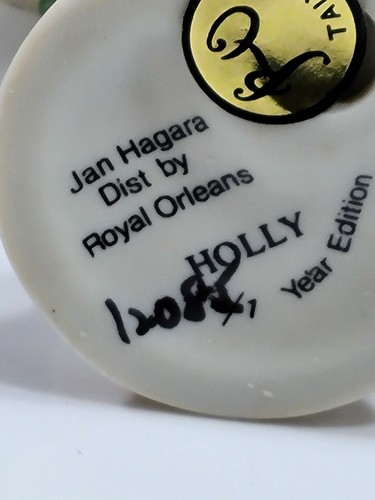 Jan Hagara
Dist by
Royal Orleans
HOLLY
Year Edition